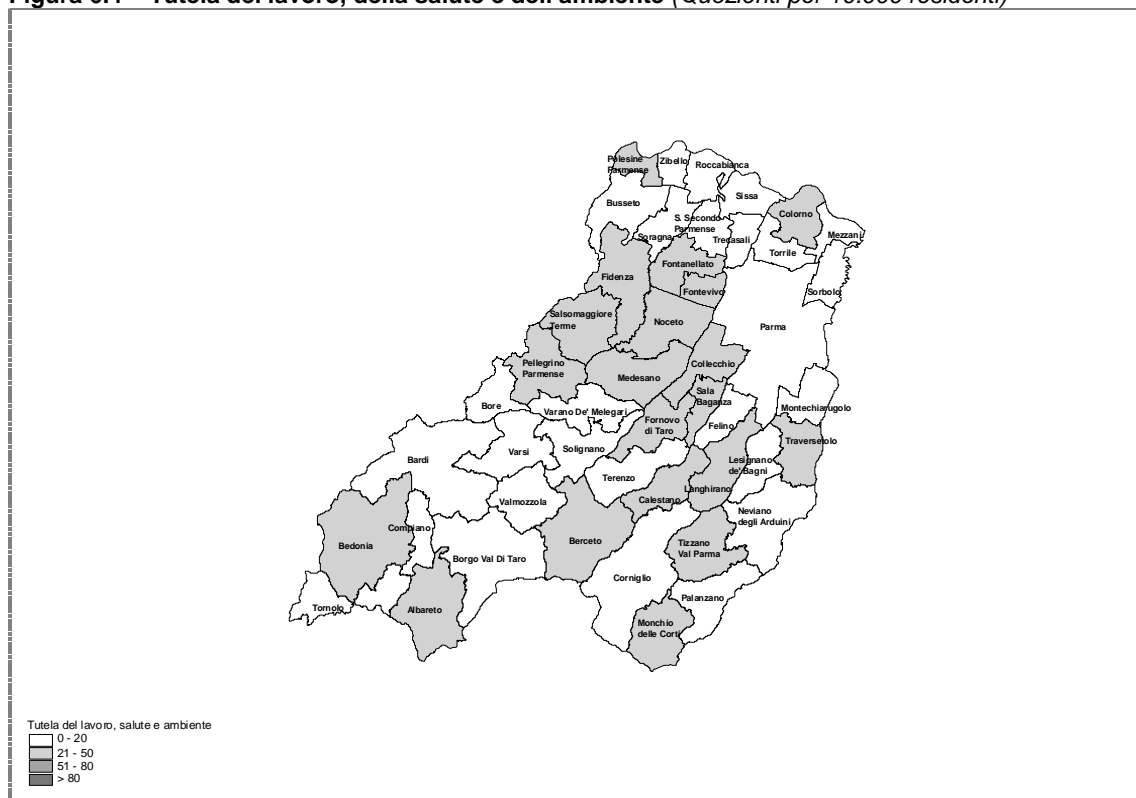 Figura – Tutela del lavoro, della salute e dell'ambiente (Quozienti per 10.000 residenti)
Polesine
Parmense
Zibello
Roccabianca
Sissa
Busseto
Colorno
S. Secondo
Parmense
Soragna
Trecasali
Mezzani
Torrile
Fontanellato
Fidenza
Fontevivo
Sorbolo
Salsomaggiore
Terme
Noceto
Parma
Pellegrino
Parmense
Medesano
Collecchio
Sala
Baganza
Bore
Varano De' Melegari
Montechiarugolo
Fornovo
di Taro
Felino
Traversetolo
Bardi
Varsi
Solignano
Lesignano
de' Bagni
Terenzo
Langhirano
Calestano
Valmozzola
Neviano
degli Arduini
Compiano
Bedonia
Berceto
Tizzano
Val Parma
Borgo Val Di Taro
Corniglio
Palanzano
Tornolo
Albareto
Monchio
delle Corti
Tutela del lavoro, salute e ambiente
0 - 20
21 - 50
51 - 80
> 80